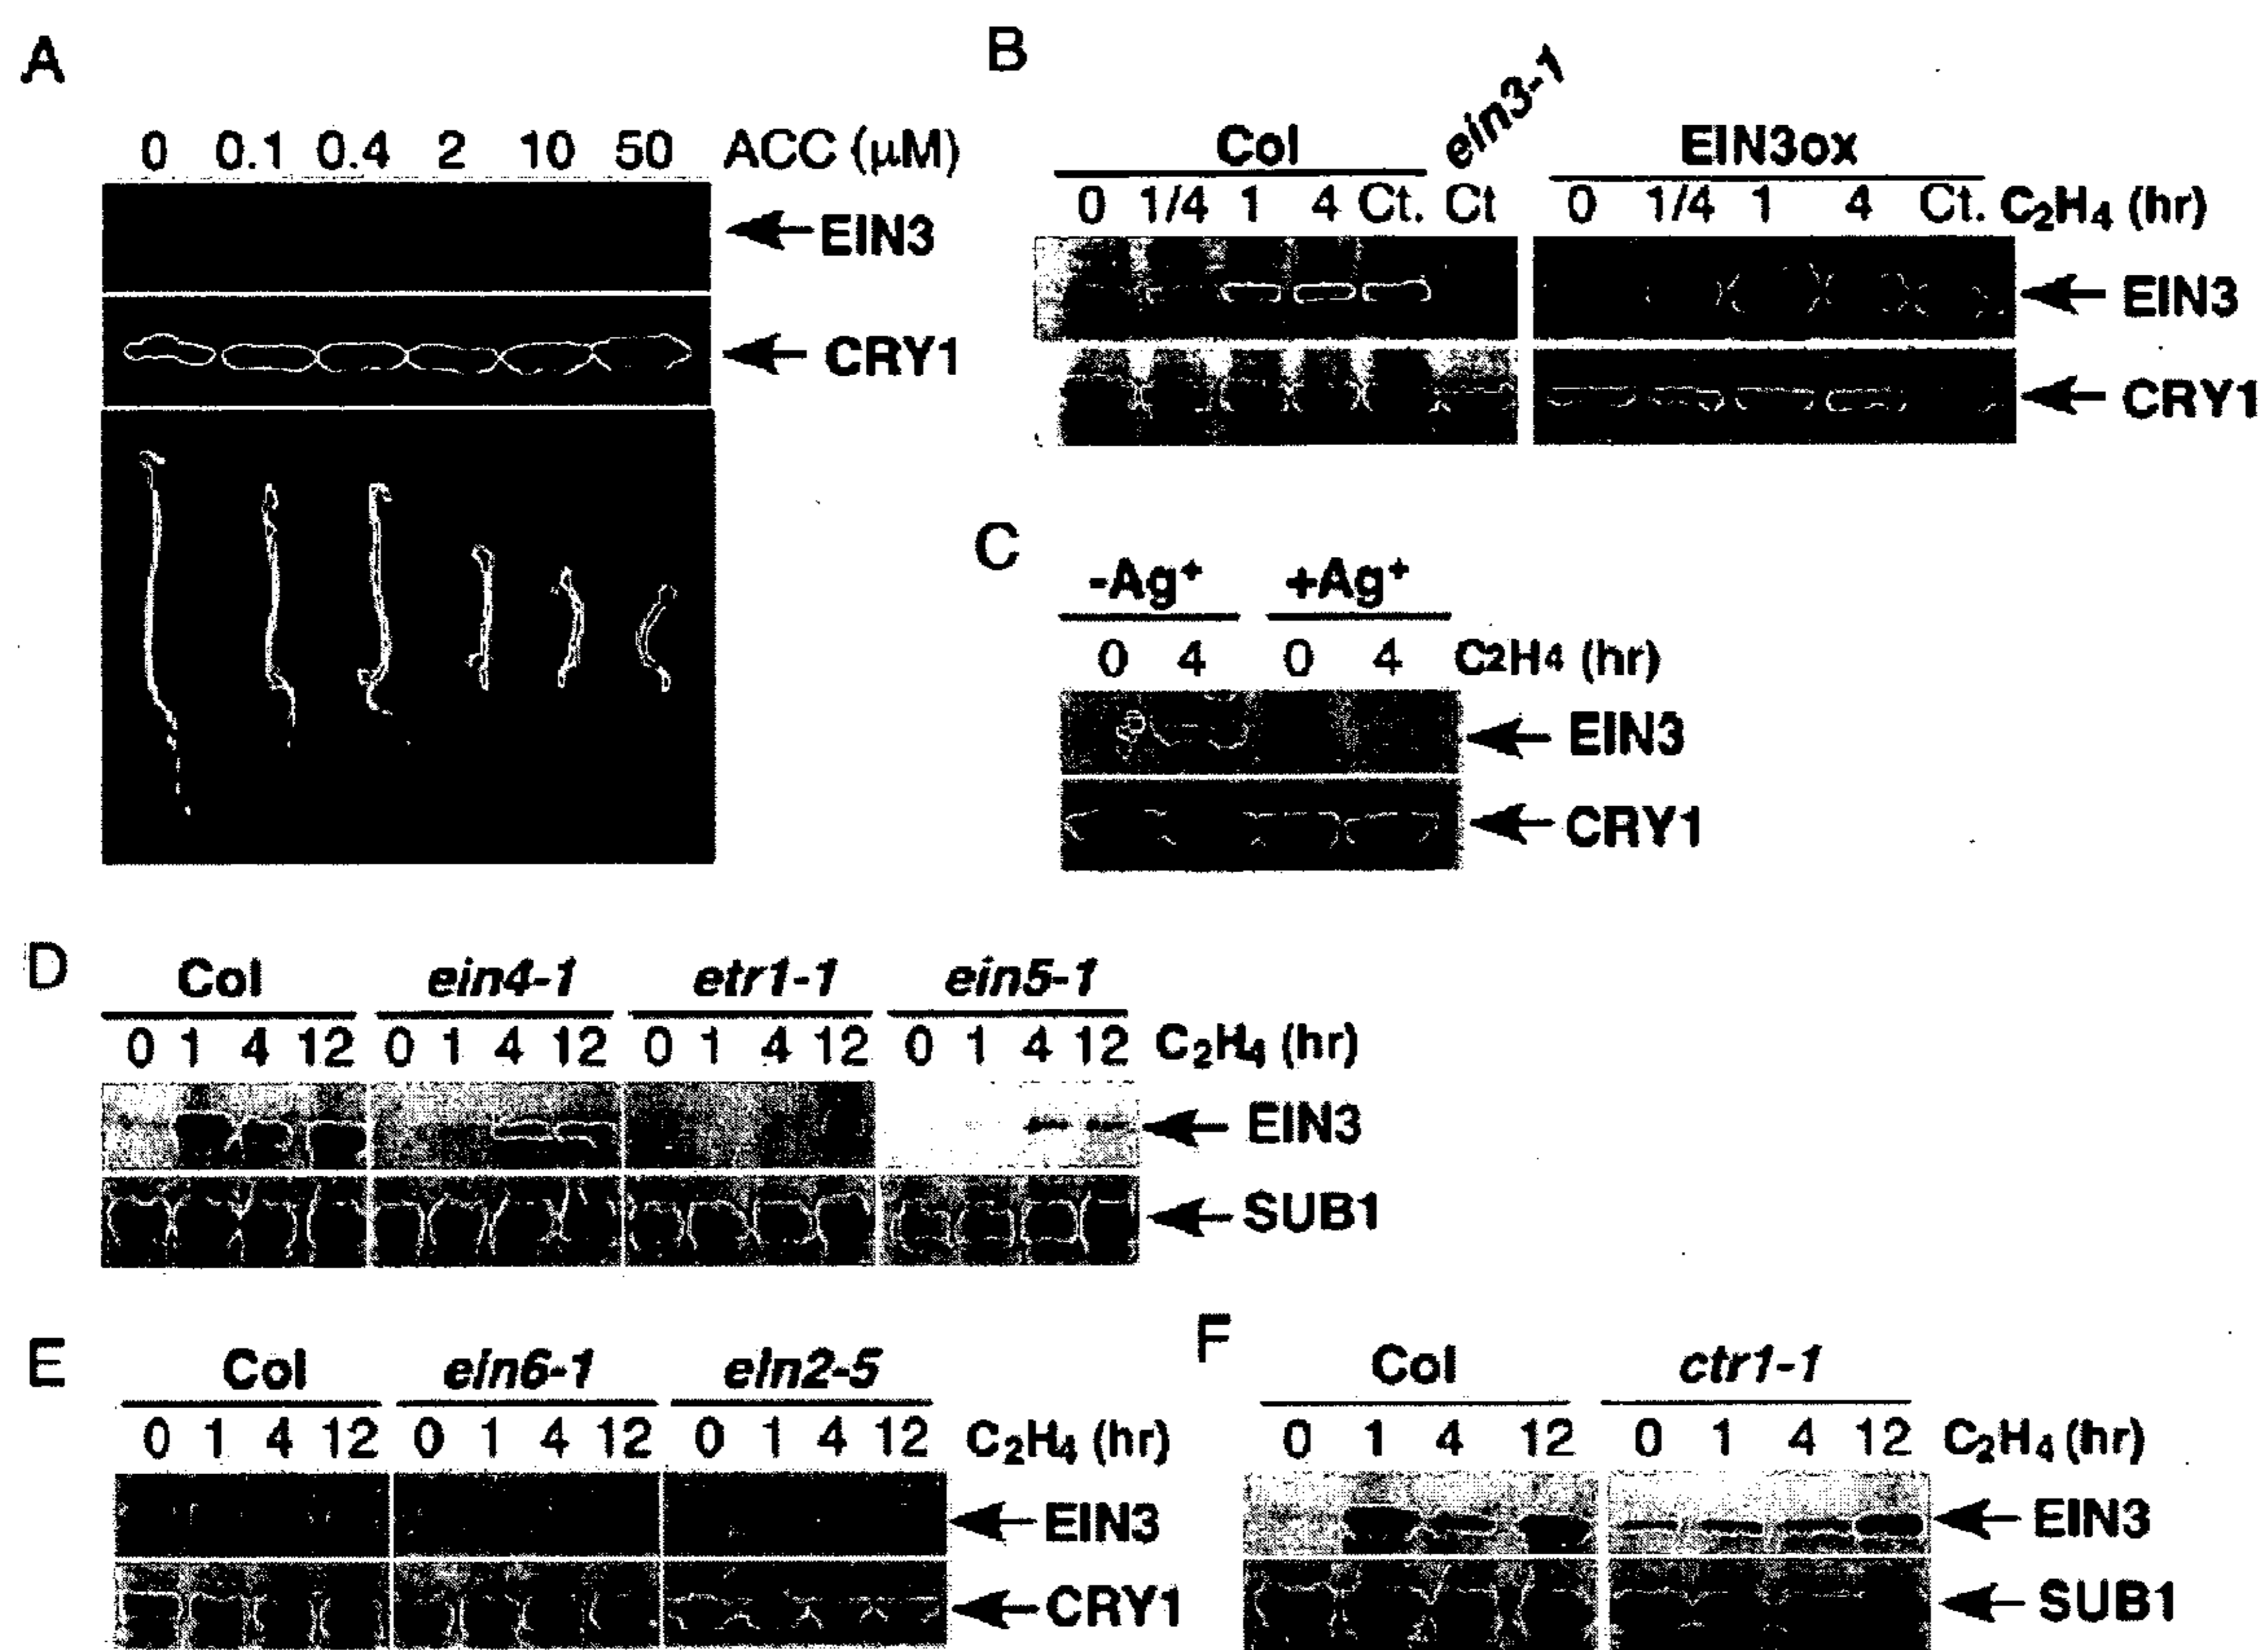 A
0 0.1 0.4 2 10 50 ACC (μM)
EIN3
CRY1
B
Col ein3-1 EIN3ox
0 1/4 1 4 Ct. Ct 0 1/4 1 4 Ct. C₂H₄ (hr)
EIN3
CRY1
C
-Ag⁺ +Ag⁺
0 4 0 4 C2H4 (hr)
EIN3
CRY1
D
Col ein4-1 etr1-1 ein5-1
0 1 4 12 0 1 4 12 0 1 4 12 0 1 4 12 C₂H₄ (hr)
EIN3
SUB1
E
Col ein6-1 ein2-5
0 1 4 12 0 1 4 12 0 1 4 12 C₂H₄ (hr)
EIN3
CRY1
F
Col ctr1-1
0 1 4 12 0 1 4 12 C₂H₄ (hr)
EIN3
SUB1